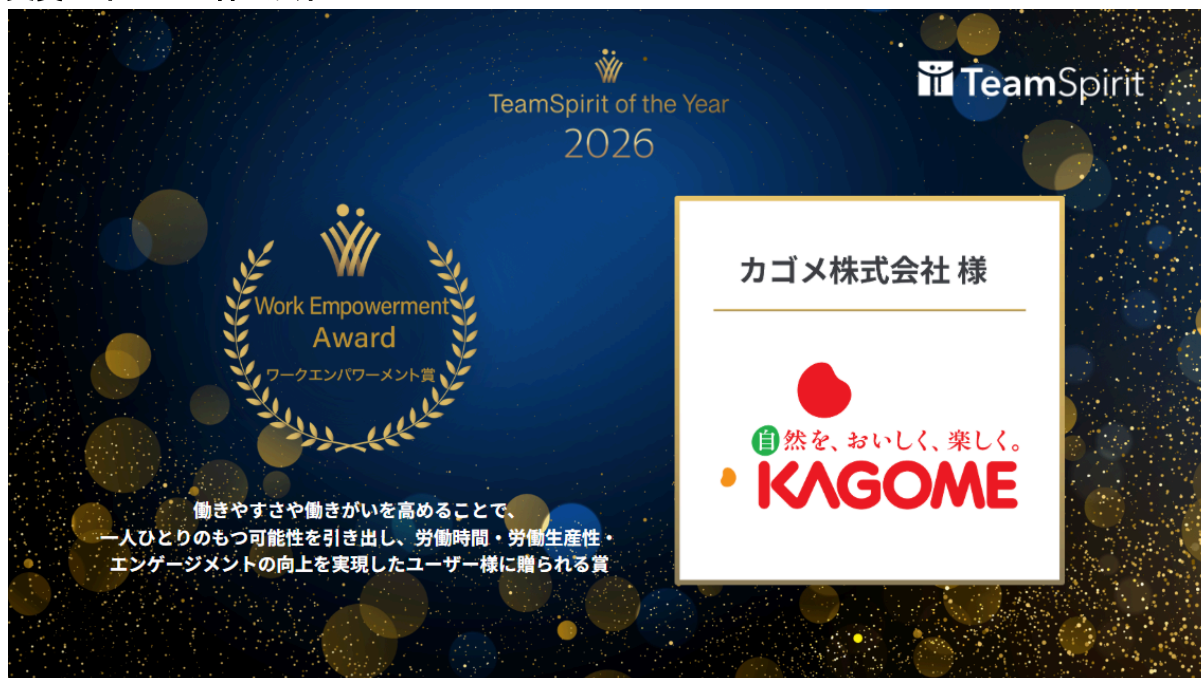 TeamSpirit of the Year
2026
TeamSpirit
Work Empowerment
Award
ワークエンパワーメント賞
働きやすさや働きがいを高めることで、
一人ひとりのもつ可能性を引き出し、労働時間・労働生産性・
エンゲージメントの向上を実現したユーザー様に贈られる賞
カゴメ株式会社 様
自然を、おいしく、楽しく。
KAGOME